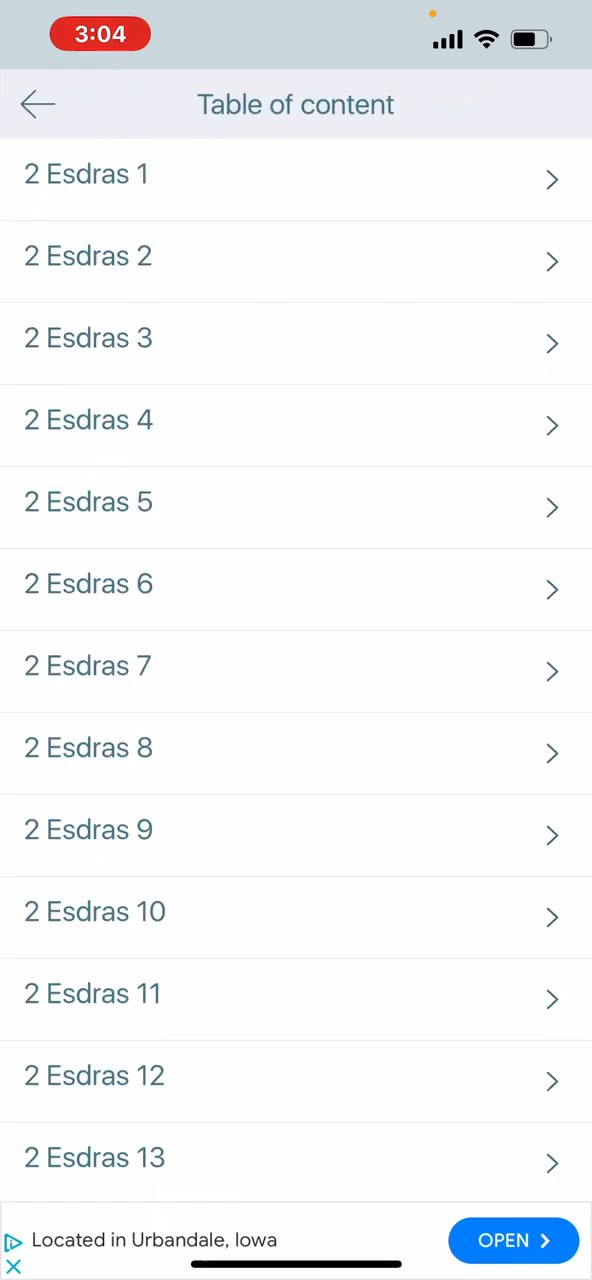 3:04
Table of content
2 Esdras 1
2 Esdras 2
2 Esdras 3
2 Esdras 4
2 Esdras 5
2 Esdras 6
2 Esdras 7
2 Esdras 8
2 Esdras 9
2 Esdras 10
2 Esdras 11
2 Esdras 12
2 Esdras 13
Located in Urbandale, Iowa
OPEN